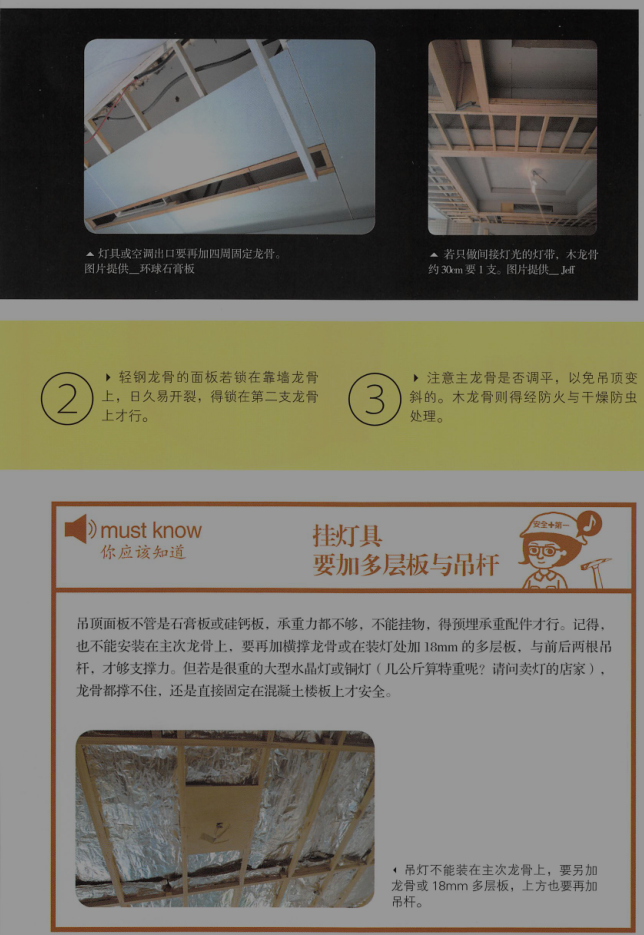 ▲ 灯具或空调出口要再加四周固定龙骨。
图片提供__环球石膏板
▲ 若只做间接灯光的灯带，木龙骨
约 30cm 要 1 支。图片提供__ Jeff
2
▶ 轻钢龙骨的面板若锁在靠墙龙骨
上，日久易开裂，得锁在第二支龙骨
上才行。
3
▶ 注意主龙骨是否调平，以免吊顶变
斜的。木龙骨则得经防火与干燥防虫
处理。
must know
你应该知道
挂灯具
要加多层板与吊杆
安全+第一
吊顶面板不管是石膏板或硅钙板，承重力都不够，不能挂物，得预埋承重配件才行。记得，
也不能安装在主次龙骨上，要再加横撑龙骨或在装灯处加 18mm 的多层板，与前后两根吊
杆，才够支撑力。但若是很重的大型水晶灯或铜灯（几公斤算特重呢？请问卖灯的店家），
龙骨都撑不住，还是直接固定在混凝土楼板上才安全。
◀ 吊灯不能装在主次龙骨上，要另加
龙骨或 18mm 多层板，上方也要再加
吊杆。